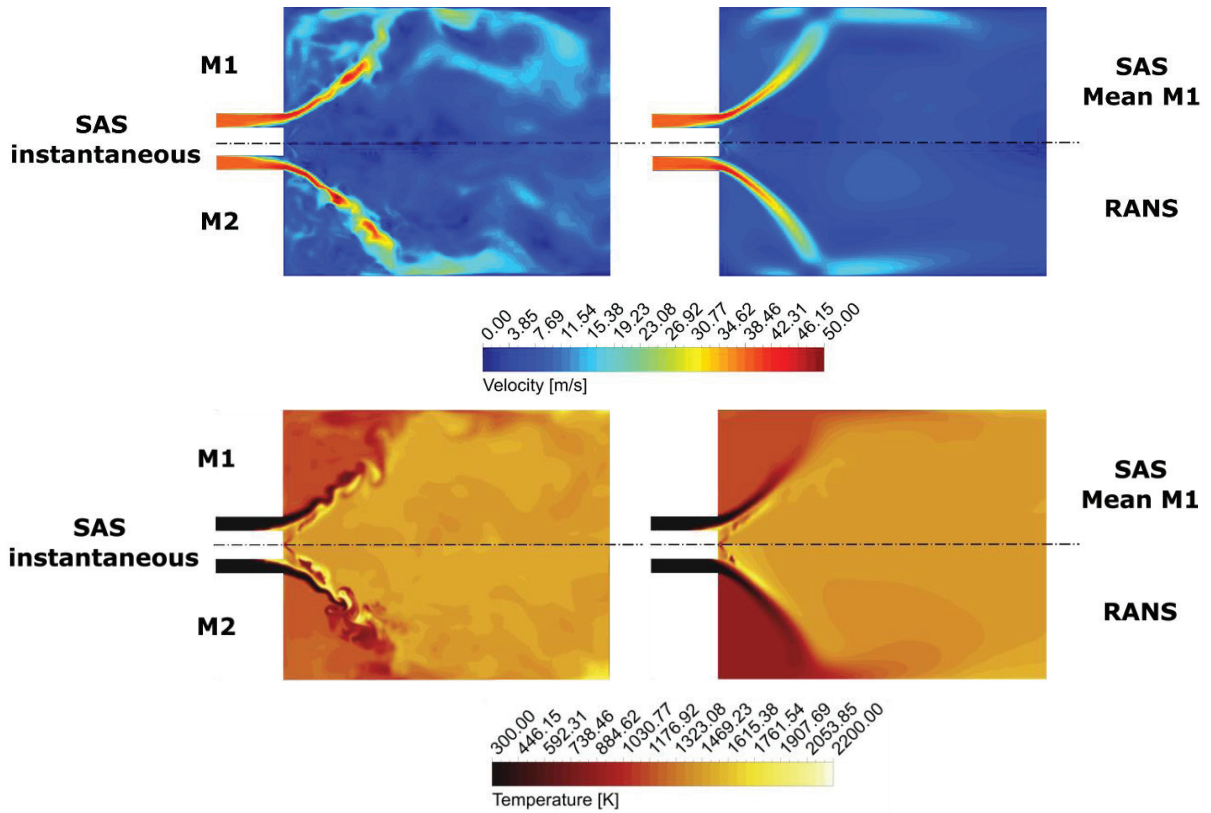 M1
SAS
instantaneous
M2
SAS
Mean M1
RANS
0.00
3.85
7.69
11.54
15.38
19.23
23.08
26.92
30.77
34.62
38.46
42.31
46.15
50.00
Velocity [m/s]
M1
SAS
instantaneous
M2
SAS
Mean M1
RANS
300.00
446.15
592.31
738.46
884.62
1030.77
1176.92
1323.08
1469.23
1615.38
1761.54
1907.69
2053.85
2200.00
Temperature [K]